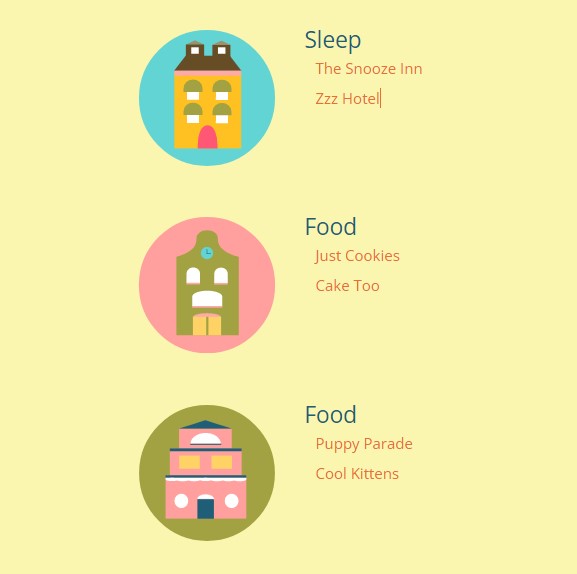 Sleep
The Snooze Inn
Zzz Hotel
Food
Just Cookies
Cake Too
Food
Puppy Parade
Cool Kittens